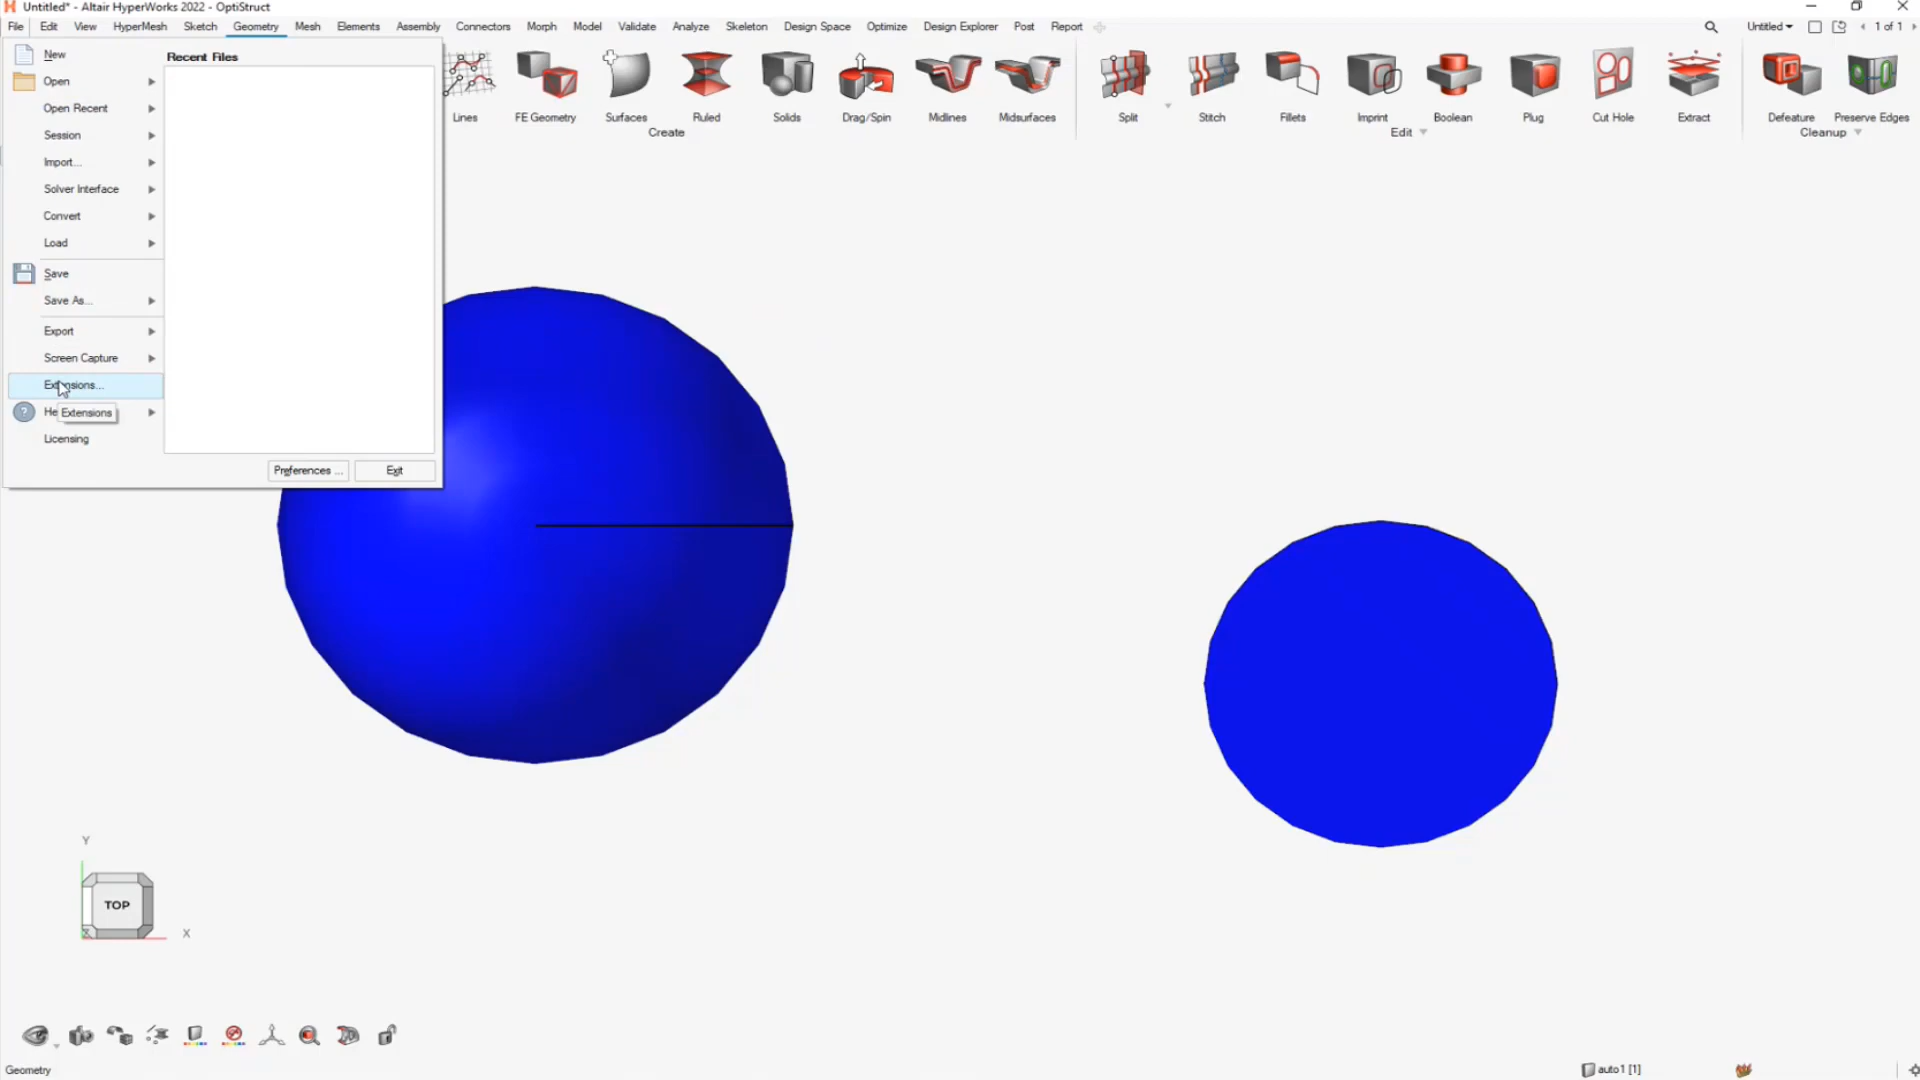 Untitled* - Altair HyperWorks 2022 - OptiStruct
File Edit View HyperMesh Sketch Geometry Mesh Elements Assembly Connectors Morph Model Validate Analyze Skeleton Design Space Optimize Design Explorer Post Report Untitled 1 of 1
New
Open
Open Recent
Session
Import...
Solver Interface
Convert
Load
Save
Save As...
Export
Screen Capture
Extensions...
He
Extensions
Licensing
Recent Files
Preferences ...
Exit
Lines FE Geometry Surfaces Ruled Solids Drag/Spin Midlines Midsurfaces Split Stitch Fillets Imprint Boolean Plug Cut Hole Extract Defeature Preserve Edges
Create Edit Cleanup
Y
TOP
Z
X
Geometry
auto1 [1]